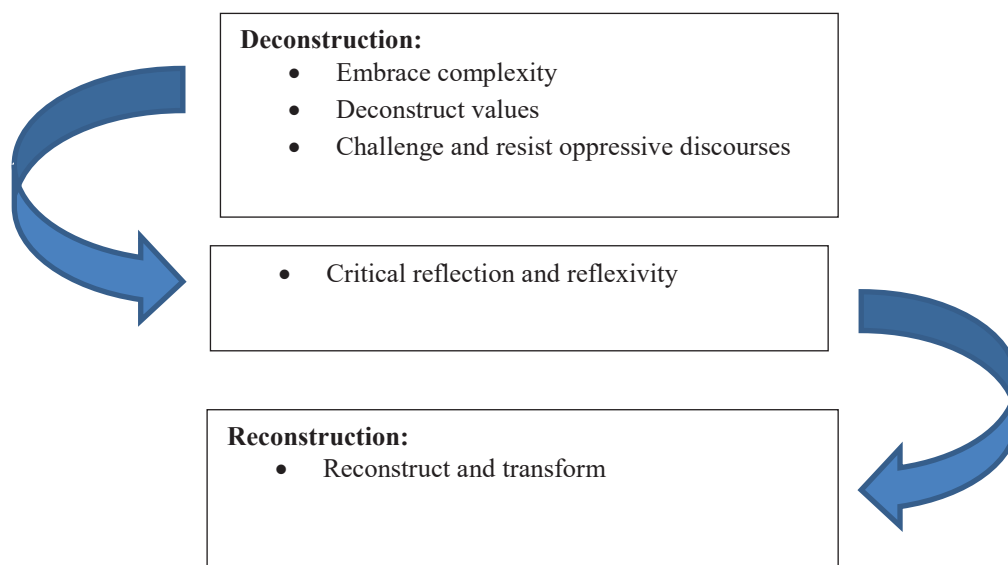 Deconstruction:
• Embrace complexity
• Deconstruct values
• Challenge and resist oppressive discourses
• Critical reflection and reflexivity
Reconstruction:
• Reconstruct and transform